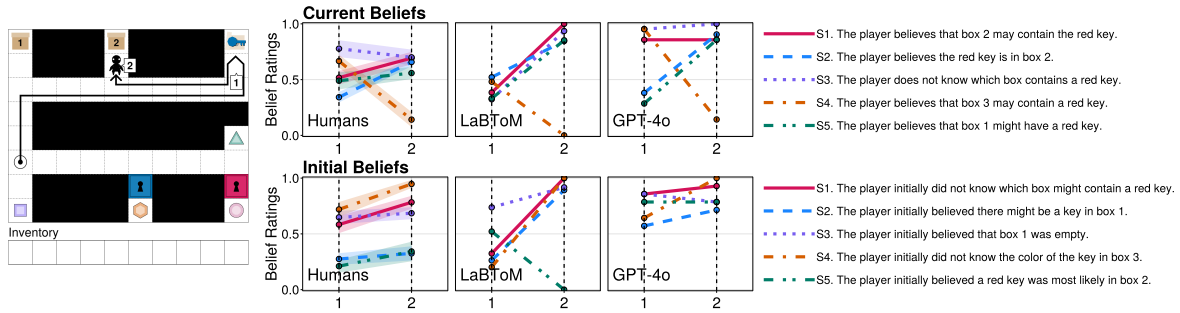 1
2
2
1
Inventory
Current Beliefs
Belief Ratings
1.0
0.5
0.0
Humans
LaBToM
GPT-4o
1 2
1 2
1 2
S1. The player believes that box 2 may contain the red key.
S2. The player believes the red key is in box 2.
S3. The player does not know which box contains a red key.
S4. The player believes that box 3 may contain a red key.
S5. The player believes that box 1 might have a red key.
Initial Beliefs
Belief Ratings
1.0
0.5
0.0
Humans
LaBToM
GPT-4o
1 2
1 2
1 2
S1. The player initially did not know which box might contain a red key.
S2. The player initially believed there might be a key in box 1.
S3. The player initially believed that box 1 was empty.
S4. The player initially did not know the color of the key in box 3.
S5. The player initially believed a red key was most likely in box 2.